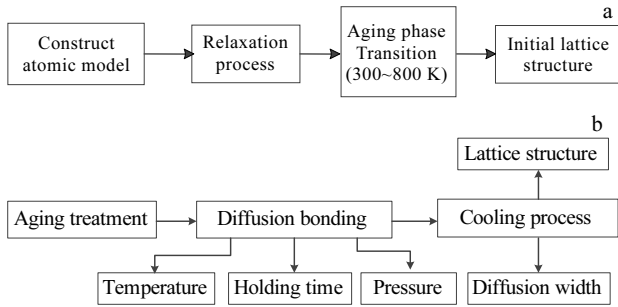 a
Construct
atomic model
Relaxation
process
Aging phase
Transition
(300~800 K)
Initial lattice
structure
b
Lattice structure
Aging treatment
Diffusion bonding
Cooling process
Temperature
Holding time
Pressure
Diffusion width